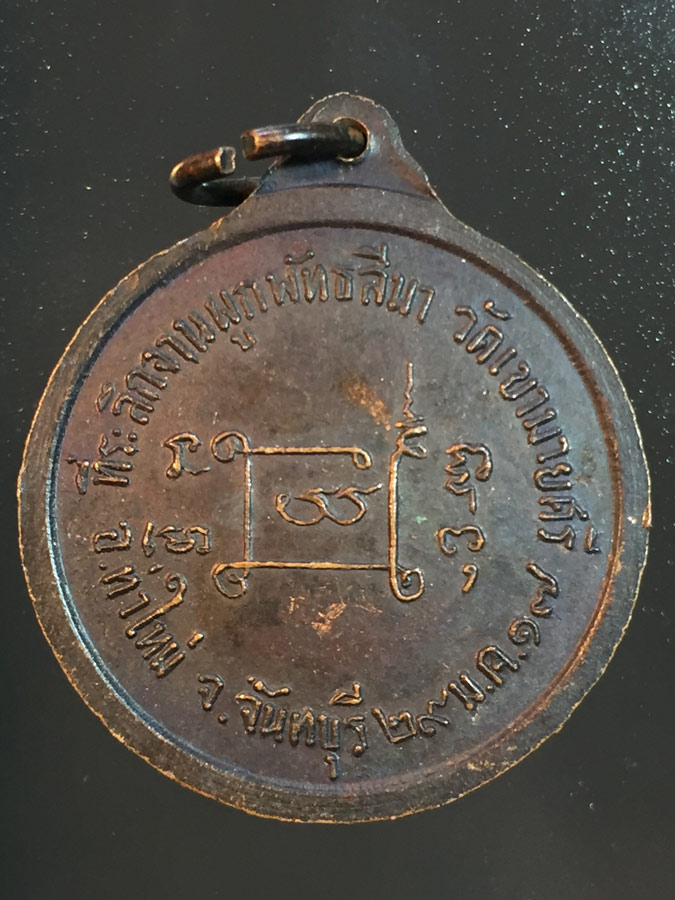 ที่ระลึกงานผูกพัทธสีมา วัดเขามายศรี
อ.ท่าใหม่ จ.จันทบุรี ๒๙ ม.ค. ๑๗